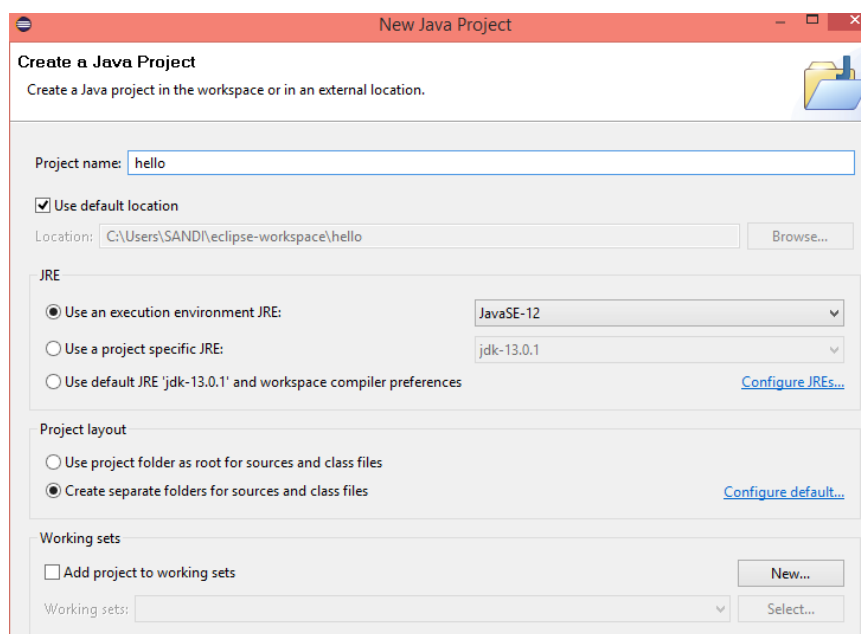 New Java Project
Create a Java Project
Create a Java project in the workspace or in an external location.
Project name: hello
Use default location
Location: C:\Users\SANDI\eclipse-workspace\hello Browse...
JRE
Use an execution environment JRE: JavaSE-12
Use a project specific JRE: jdk-13.0.1
Use default JRE 'jdk-13.0.1' and workspace compiler preferences Configure JREs...
Project layout
Use project folder as root for sources and class files
Create separate folders for sources and class files Configure default...
Working sets
Add project to working sets New...
Working sets: Select...